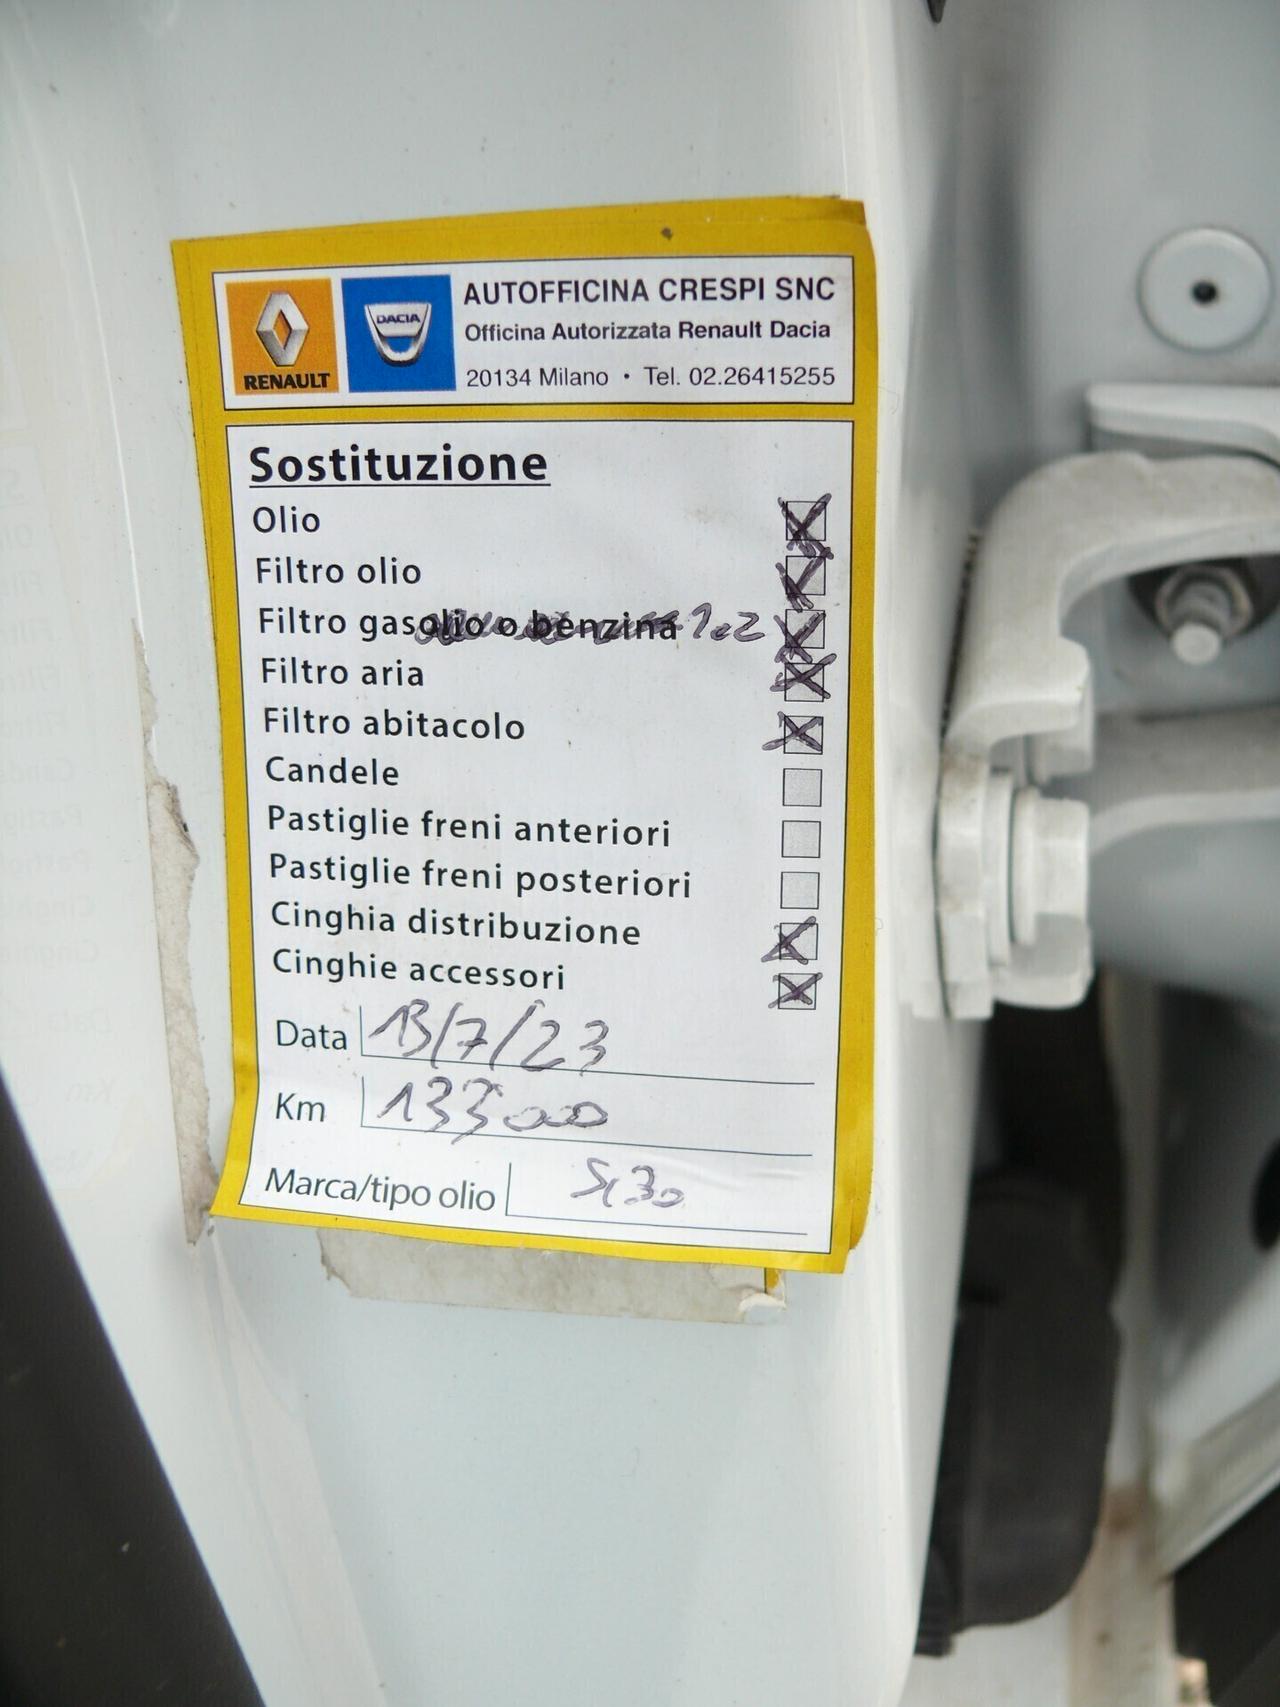 RENAULT
DACIA
AUTOFFICINA CRESPI SNC
Officina Autorizzata Renault Dacia
20134 Milano • Tel. 02.26415255
Sostituzione
Olio
Filtro olio
Filtro gasolio o benzina
Filtro aria
Filtro abitacolo
Candele
Pastiglie freni anteriori
Pastiglie freni posteriori
Cinghia distribuzione
Cinghie accessori
Data 13/7/23
Km 133000
Marca/tipo olio